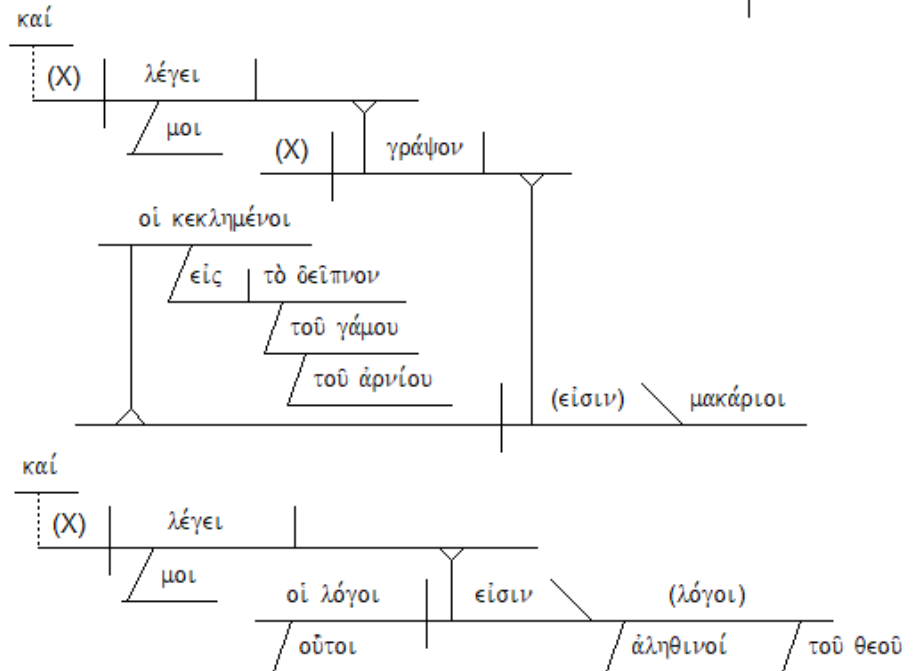 καί
(X) λέγει
μοι
(X) γράψον
οἱ κεκλημένοι
εἰς τὸ δεῖπνον
τοῦ γάμου
τοῦ ἀρνίου
(εἰσιν) μακάριοι
καί
(X) λέγει
μοι
οἱ λόγοι εἰσιν (λόγοι)
οὗτοι ἀληθινοί τοῦ θεοῦ